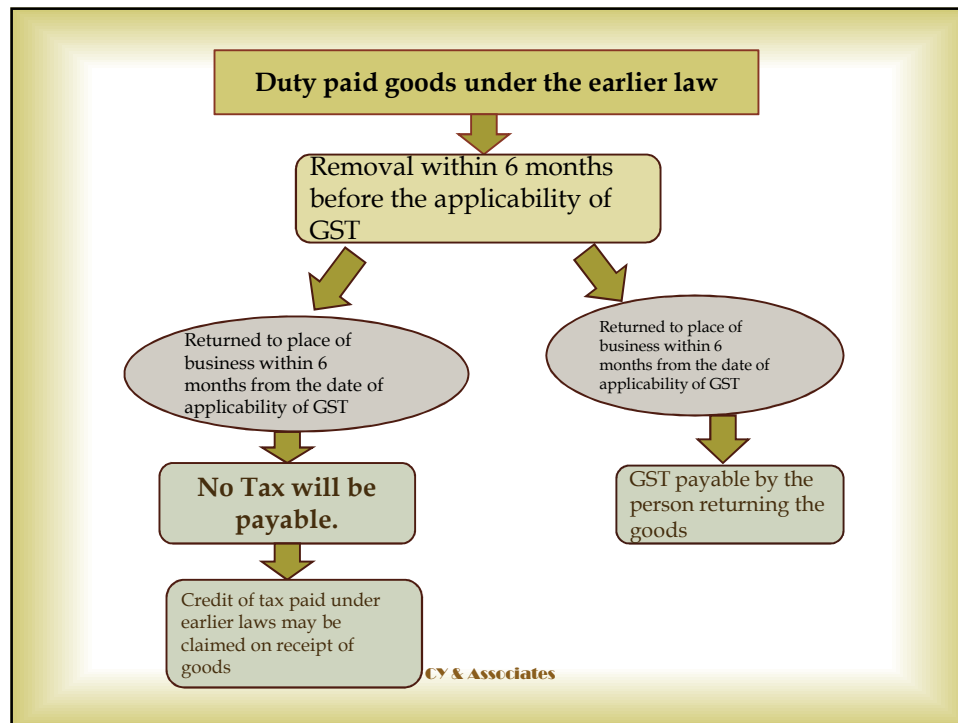 Duty paid goods under the earlier law
Removal within 6 months
before the applicability of
GST
Returned to place of
business within 6
months from the date of
applicability of GST
Returned to place of
business within 6
months from the date of
applicability of GST
No Tax will be
payable.
GST payable by the
person returning the
goods
Credit of tax paid under
earlier laws may be
claimed on receipt of
goods
CY & Associates